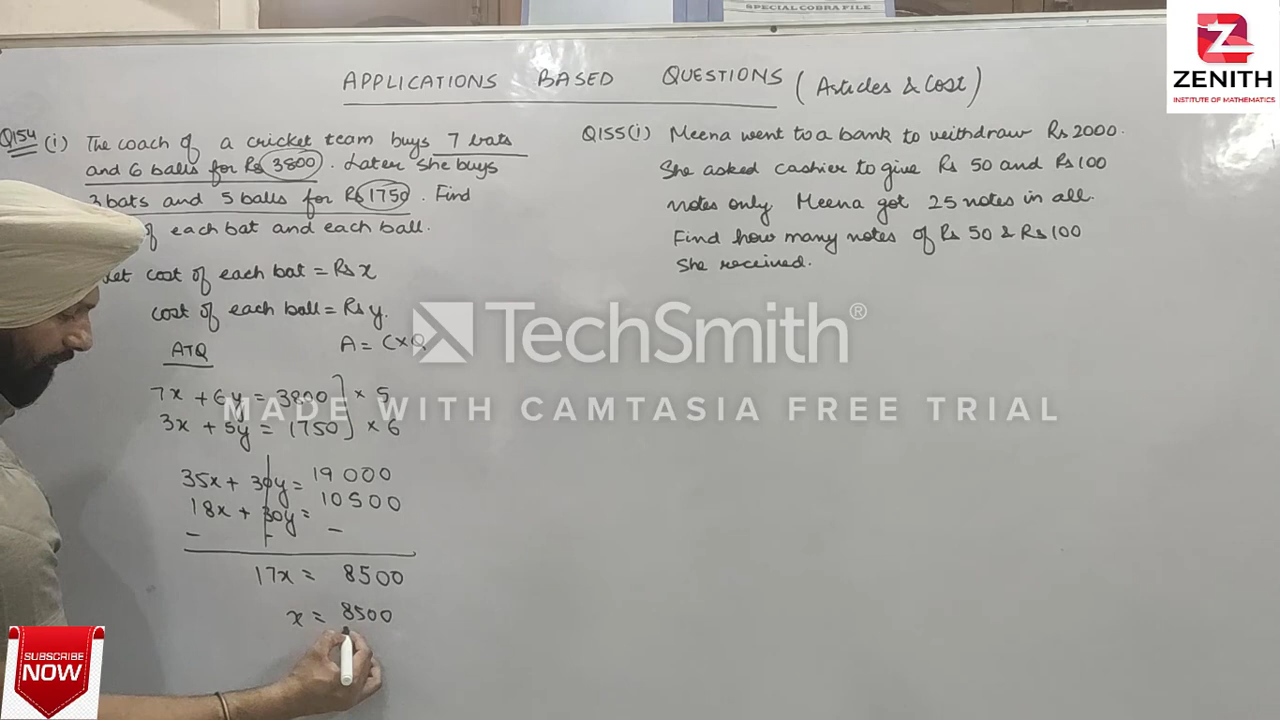 SPECIAL COBRA FILE
ZENITH
INSTITUTE OF MATHEMATICS
APPLICATIONS BASED QUESTIONS (Articles & Cost)
Q154 (i) The coach of a cricket team buys 7 bats
and 6 balls for Rs 3800. Later she buys
3 bats and 5 balls for Rs 1750. Find
of each bat and each ball.
Let cost of each bat = Rs x
cost of each ball = Rs y.
ATQ A = C×Q
7x + 6y = 3800 ] × 5
3x + 5y = 1750 ] × 6
35x + 30y = 19000
18x + 30y = 10500
- - -
17x = 8500
x = 8500
Q155(i) Meena went to a bank to withdraw Rs 2000.
She asked cashier to give Rs 50 and Rs 100
notes only Meena got 25 notes in all.
Find how many notes of Rs 50 & Rs 100
She received.
TechSmith®
MADE WITH CAMTASIA FREE TRIAL
SUBSCRIBE
NOW